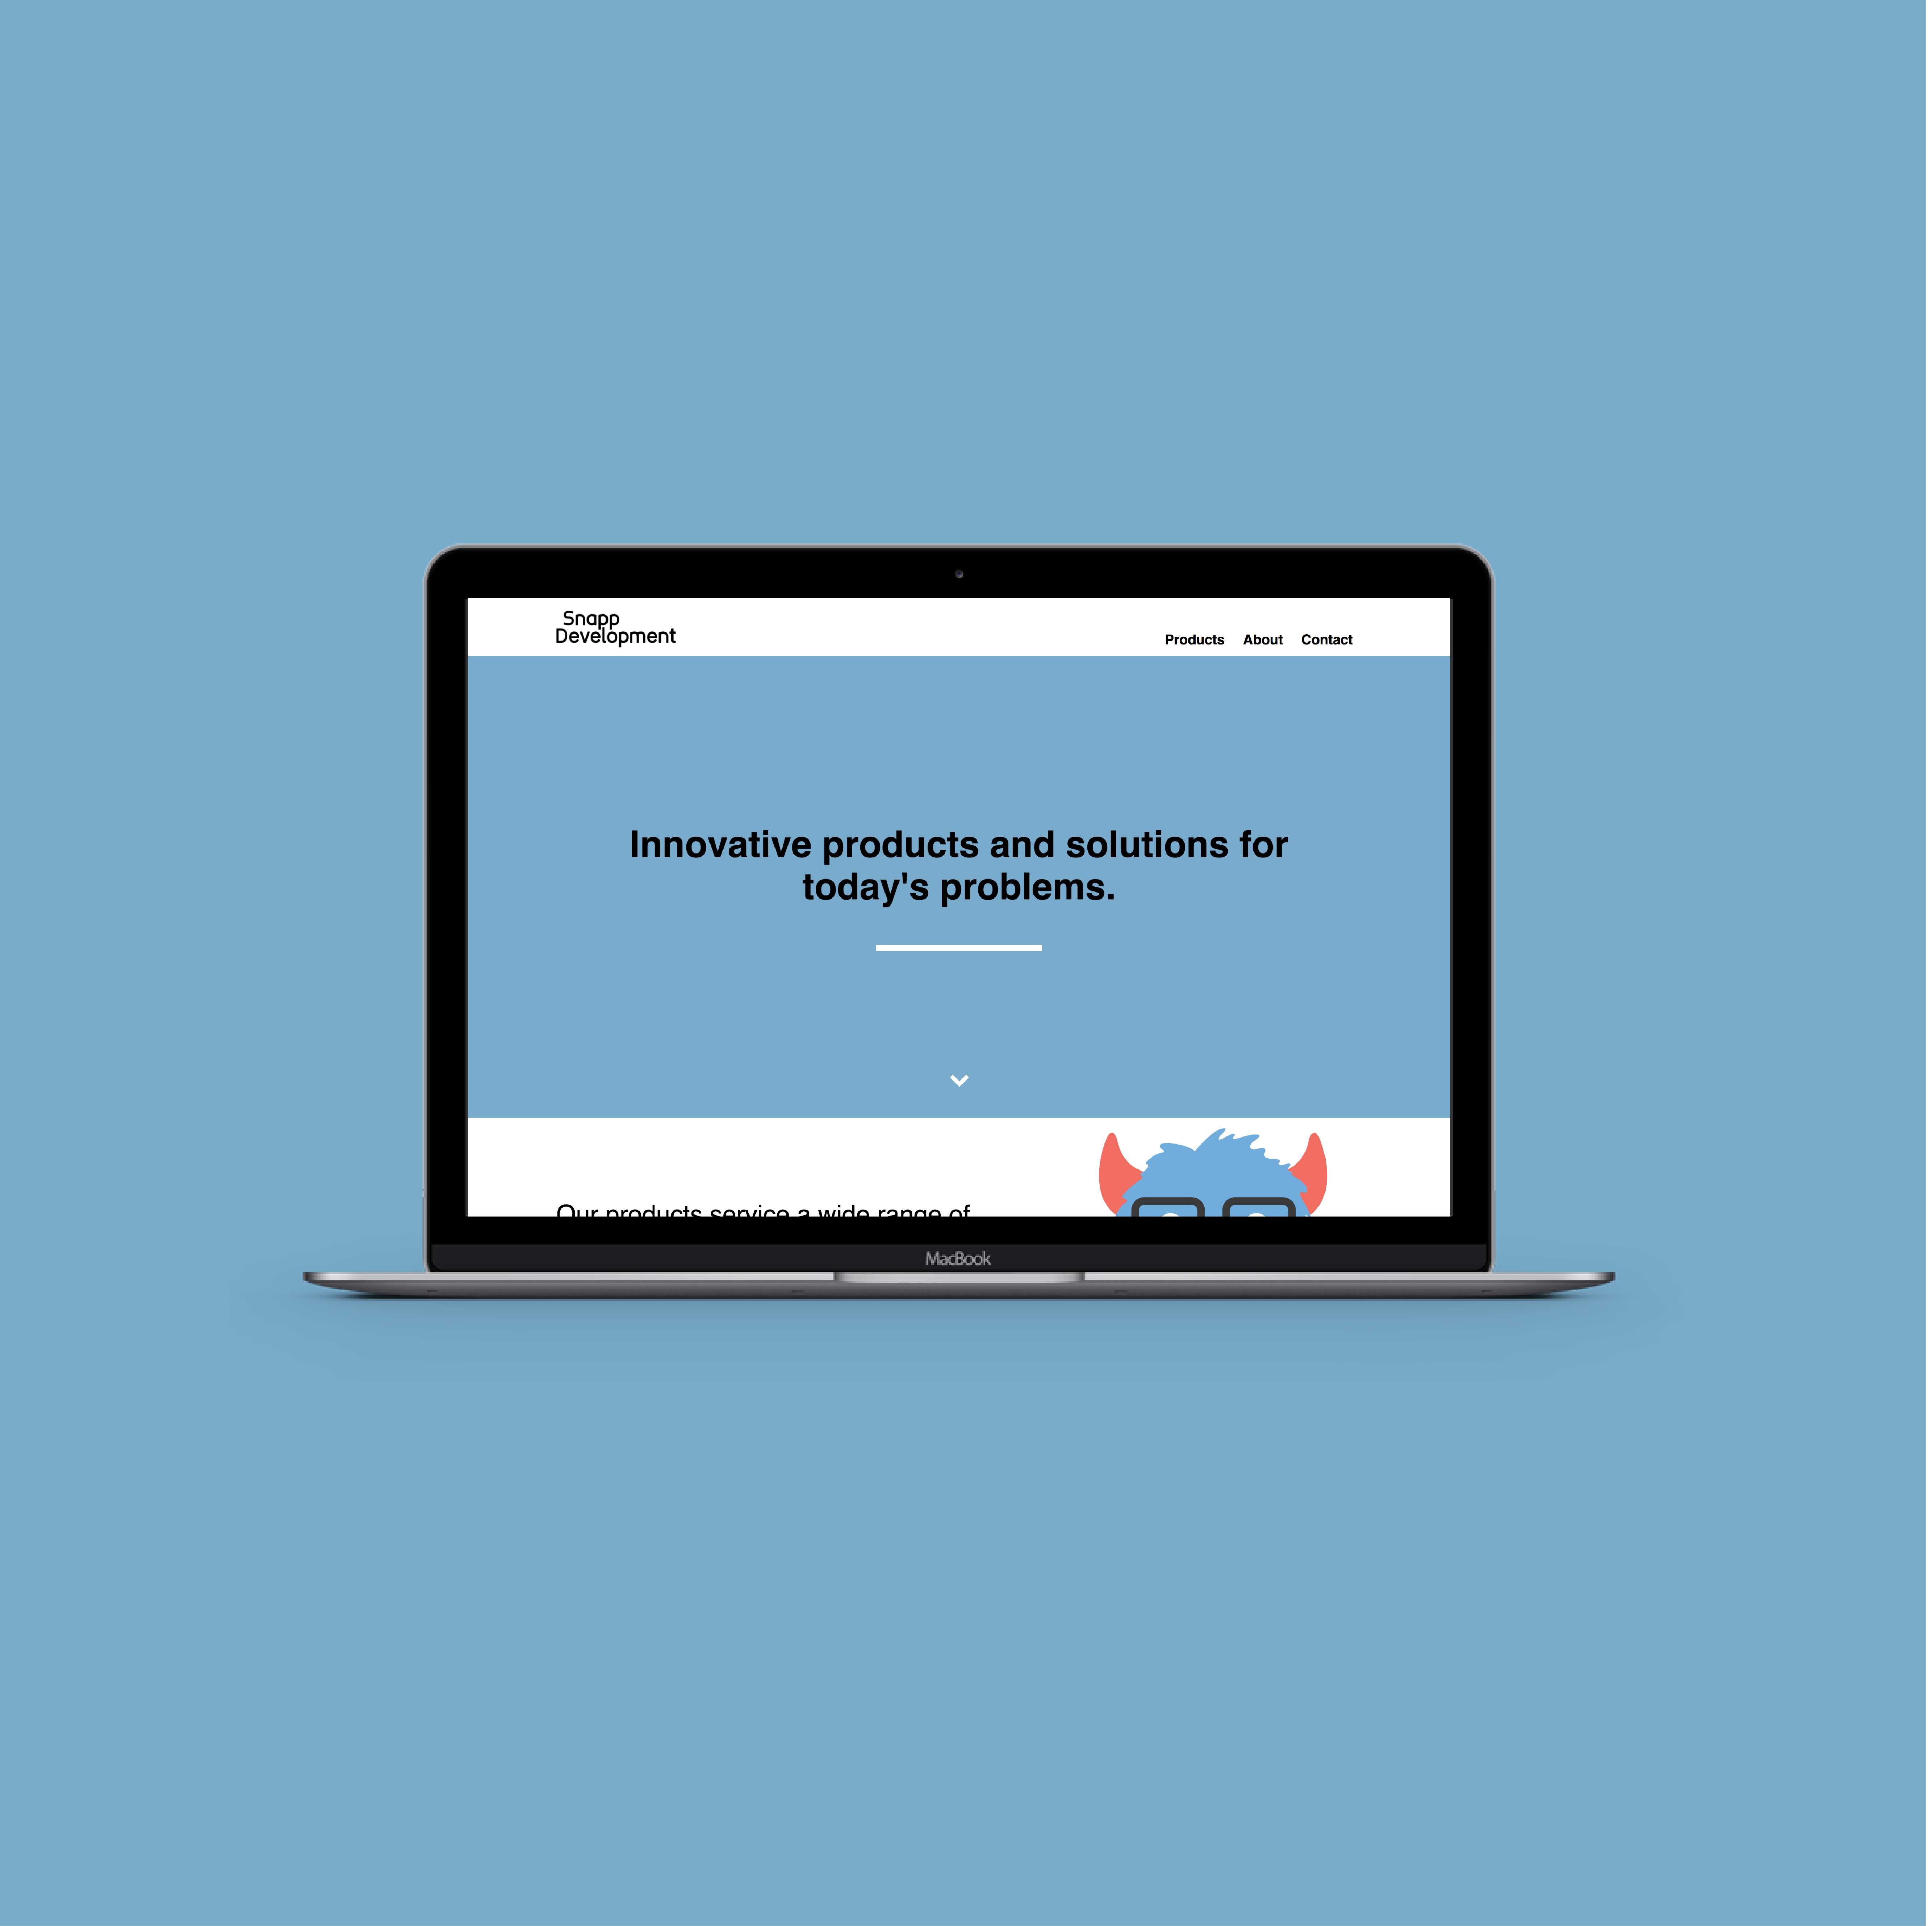 Snapp
Development
Products About Contact
Innovative products and solutions for
today's problems.
Our products service a wide range of
MacBook